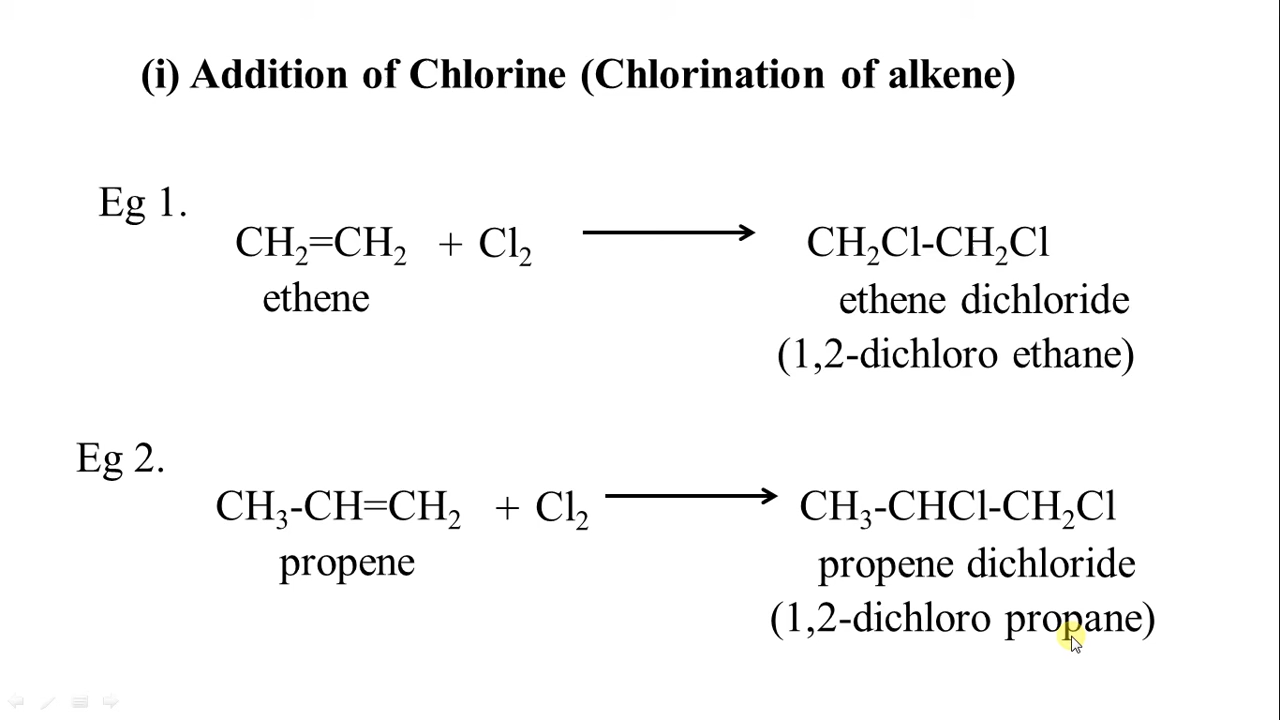 (i) Addition of Chlorine (Chlorination of alkene)
Eg 1.
CH₂=CH₂ + Cl₂ ⟶ CH₂Cl-CH₂Cl
ethene ethene dichloride
(1,2-dichloro ethane)
Eg 2.
CH₃-CH=CH₂ + Cl₂ ⟶ CH₃-CHCl-CH₂Cl
propene propene dichloride
(1,2-dichloro propane)